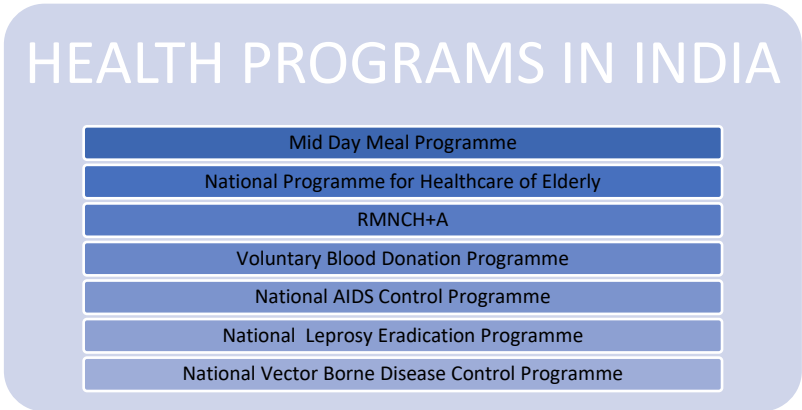 HEALTH PROGRAMS IN INDIA
Mid Day Meal Programme
National Programme for Healthcare of Elderly
RMNCH+A
Voluntary Blood Donation Programme
National AIDS Control Programme
National  Leprosy Eradication Programme
National Vector Borne Disease Control Programme